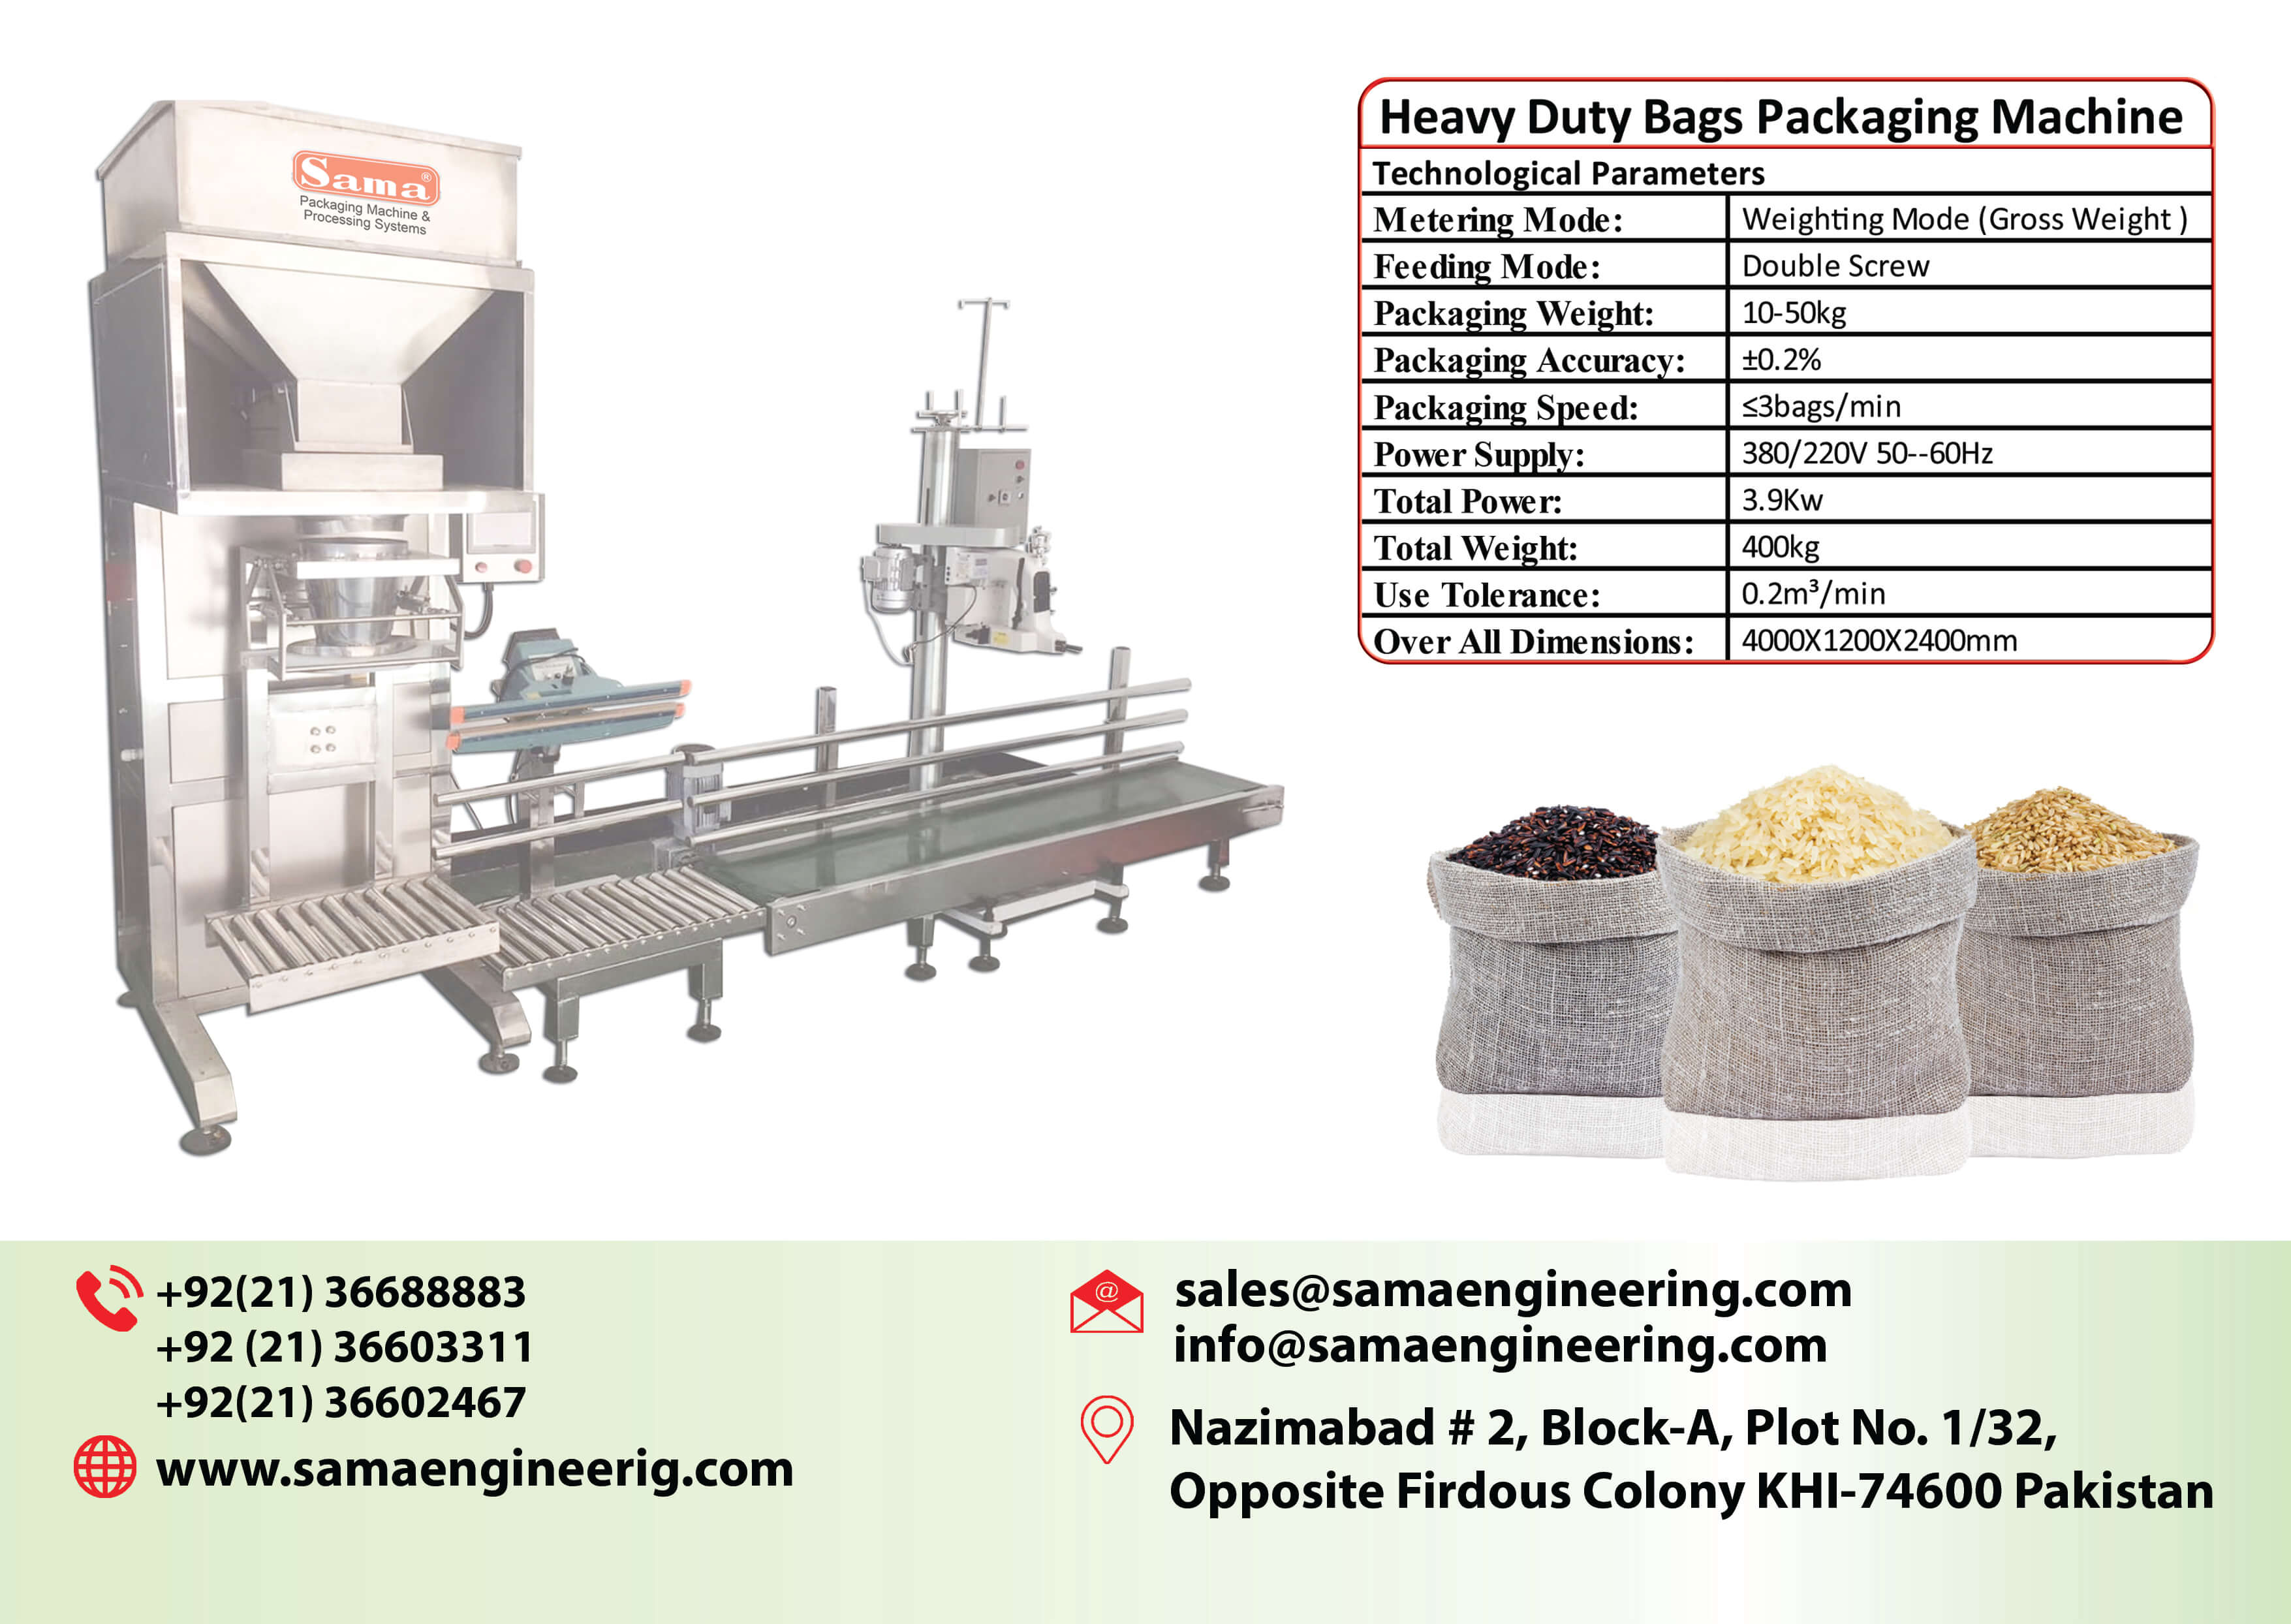 Sama®
Packaging Machine &
Processing Systems
Heavy Duty Bags Packaging Machine
Technological Parameters
Metering Mode: Weighting Mode (Gross Weight )
Feeding Mode: Double Screw
Packaging Weight: 10-50kg
Packaging Accuracy: ±0.2%
Packaging Speed: ≤3bags/min
Power Supply: 380/220V 50--60Hz
Total Power: 3.9Kw
Total Weight: 400kg
Use Tolerance: 0.2m³/min
Over All Dimensions: 4000X1200X2400mm
+92(21) 36688883
+92 (21) 36603311
+92(21) 36602467
www.samaengineerig.com
@
sales@samaengineering.com
info@samaengineering.com
Nazimabad # 2, Block-A, Plot No. 1/32,
Opposite Firdous Colony KHI-74600 Pakistan